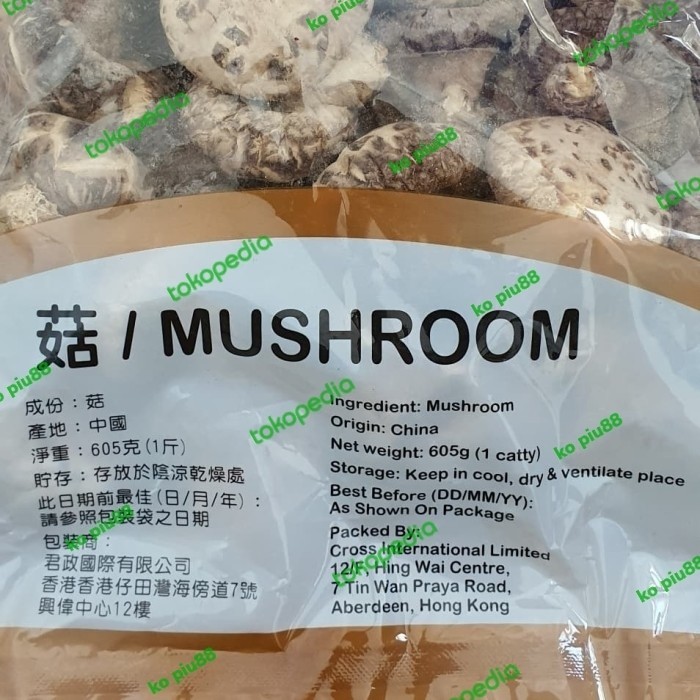 菇 / MUSHROOM
成份：菇
產地：中國
淨重：605克(1斤)
貯存：存放於陰涼乾燥處
此日期前最佳(日/月/年)：
請參照包裝袋之日期
包裝商：
君政國際有限公司
香港香港仔田灣海傍道7號
興偉中心12樓
Ingredient: Mushroom
Origin: China
Net weight: 605g (1 catty)
Storage: Keep in cool, dry & ventilate place
Best Before (DD/MM/YY):
As Shown On Package
Packed By:
Cross International Limited
12/F, Hing Wai Centre,
7 Tin Wan Praya Road,
Aberdeen, Hong Kong
tokopedia
ko piu88